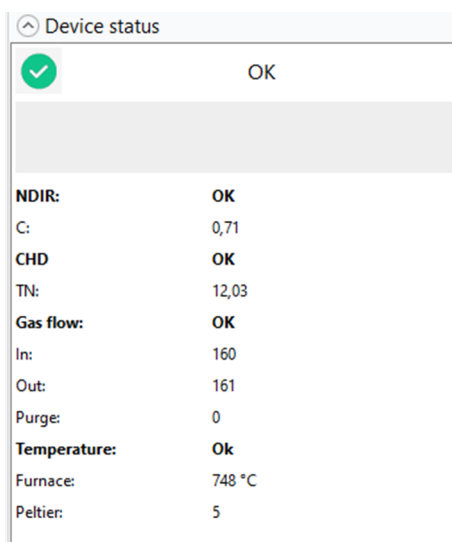 Device status
OK
NDIR: OK
C: 0,71
CHD OK
TN: 12,03
Gas flow: OK
In: 160
Out: 161
Purge: 0
Temperature: Ok
Furnace: 748 °C
Peltier: 5